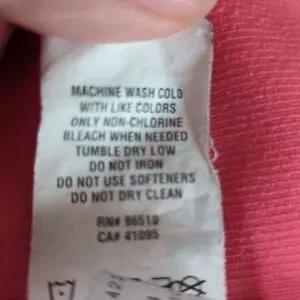 MACHINE WASH COLD
WITH LIKE COLORS
ONLY NON-CHLORINE
BLEACH WHEN NEEDED
TUMBLE DRY LOW
DO NOT IRON
DO NOT USE SOFTENERS
DO NOT DRY CLEAN
RN# 96510
CA# 41095